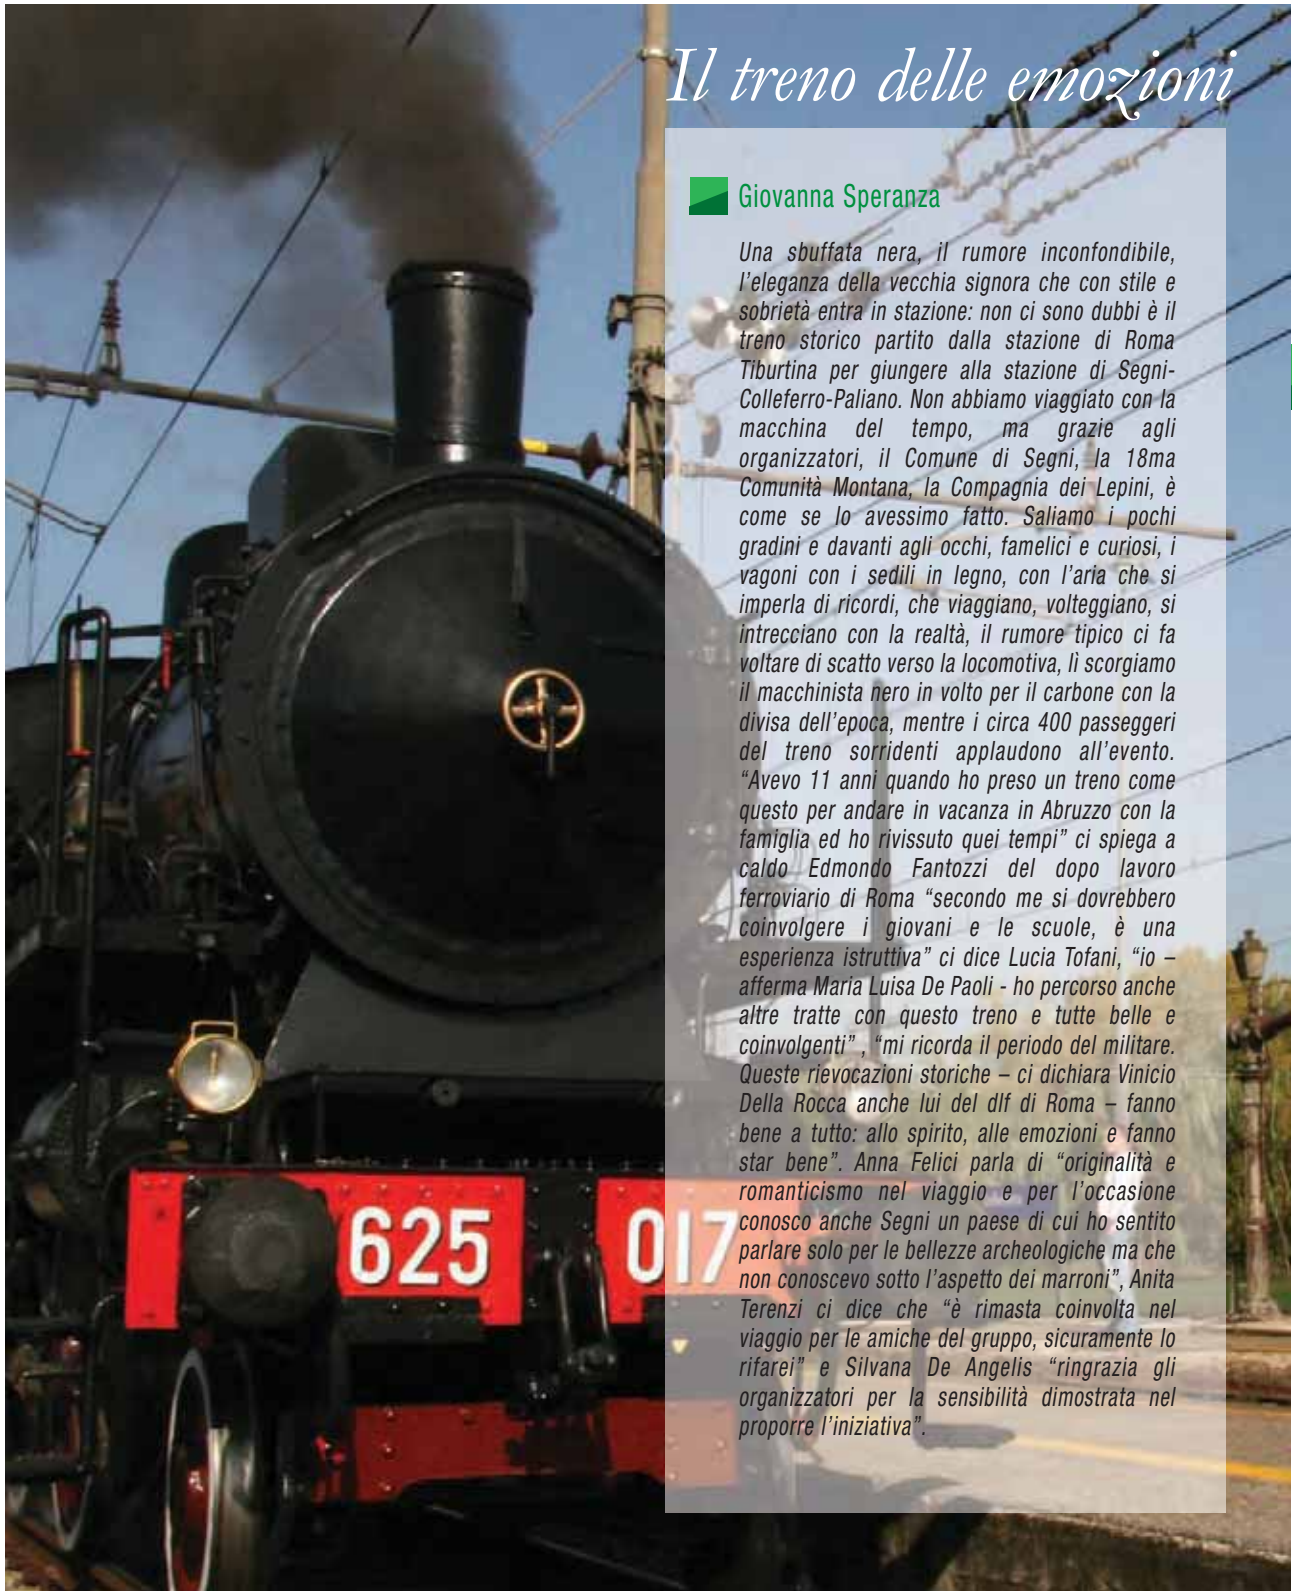 Il treno delle emozioni
Giovanna Speranza
Una sbuffata nera, il rumore inconfondibile,
l'eleganza della vecchia signora che con stile e
sobrietà entra in stazione: non ci sono dubbi è il
treno storico partito dalla stazione di Roma
Tiburtina per giungere alla stazione di Segni-
Colleferro-Paliano. Non abbiamo viaggiato con la
macchina del tempo, ma grazie agli
organizzatori, il Comune di Segni, la 18ma
Comunità Montana, la Compagnia dei Lepini, è
come se lo avessimo fatto. Saliamo i pochi
gradini e davanti agli occhi, famelici e curiosi, i
vagoni con i sedili in legno, con l'aria che si
imperla di ricordi, che viaggiano, volteggiano, si
intrecciano con la realtà, il rumore tipico ci fa
voltare di scatto verso la locomotiva, lì scorgiamo
il macchinista nero in volto per il carbone con la
divisa dell'epoca, mentre i circa 400 passeggeri
del treno sorridenti applaudono all'evento.
“Avevo 11 anni quando ho preso un treno come
questo per andare in vacanza in Abruzzo con la
famiglia ed ho rivissuto quei tempi” ci spiega a
caldo Edmondo Fantozzi del dopo lavoro
ferroviario di Roma “secondo me si dovrebbero
coinvolgere i giovani e le scuole, è una
esperienza istruttiva” ci dice Lucia Tofani, “io –
afferma Maria Luisa De Paoli - ho percorso anche
altre tratte con questo treno e tutte belle e
coinvolgenti” , “mi ricorda il periodo del militare.
Queste rievocazioni storiche – ci dichiara Vinicio
Della Rocca anche lui del dlf di Roma – fanno
bene a tutto: allo spirito, alle emozioni e fanno
star bene”. Anna Felici parla di “originalità e
romanticismo nel viaggio e per l'occasione
conosco anche Segni un paese di cui ho sentito
parlare solo per le bellezze archeologiche ma che
non conoscevo sotto l'aspetto dei marroni”, Anita
Terenzi ci dice che “è rimasta coinvolta nel
viaggio per le amiche del gruppo, sicuramente lo
rifarei” e Silvana De Angelis “ringrazia gli
organizzatori per la sensibilità dimostrata nel
proporre l'iniziativa”.
625 017